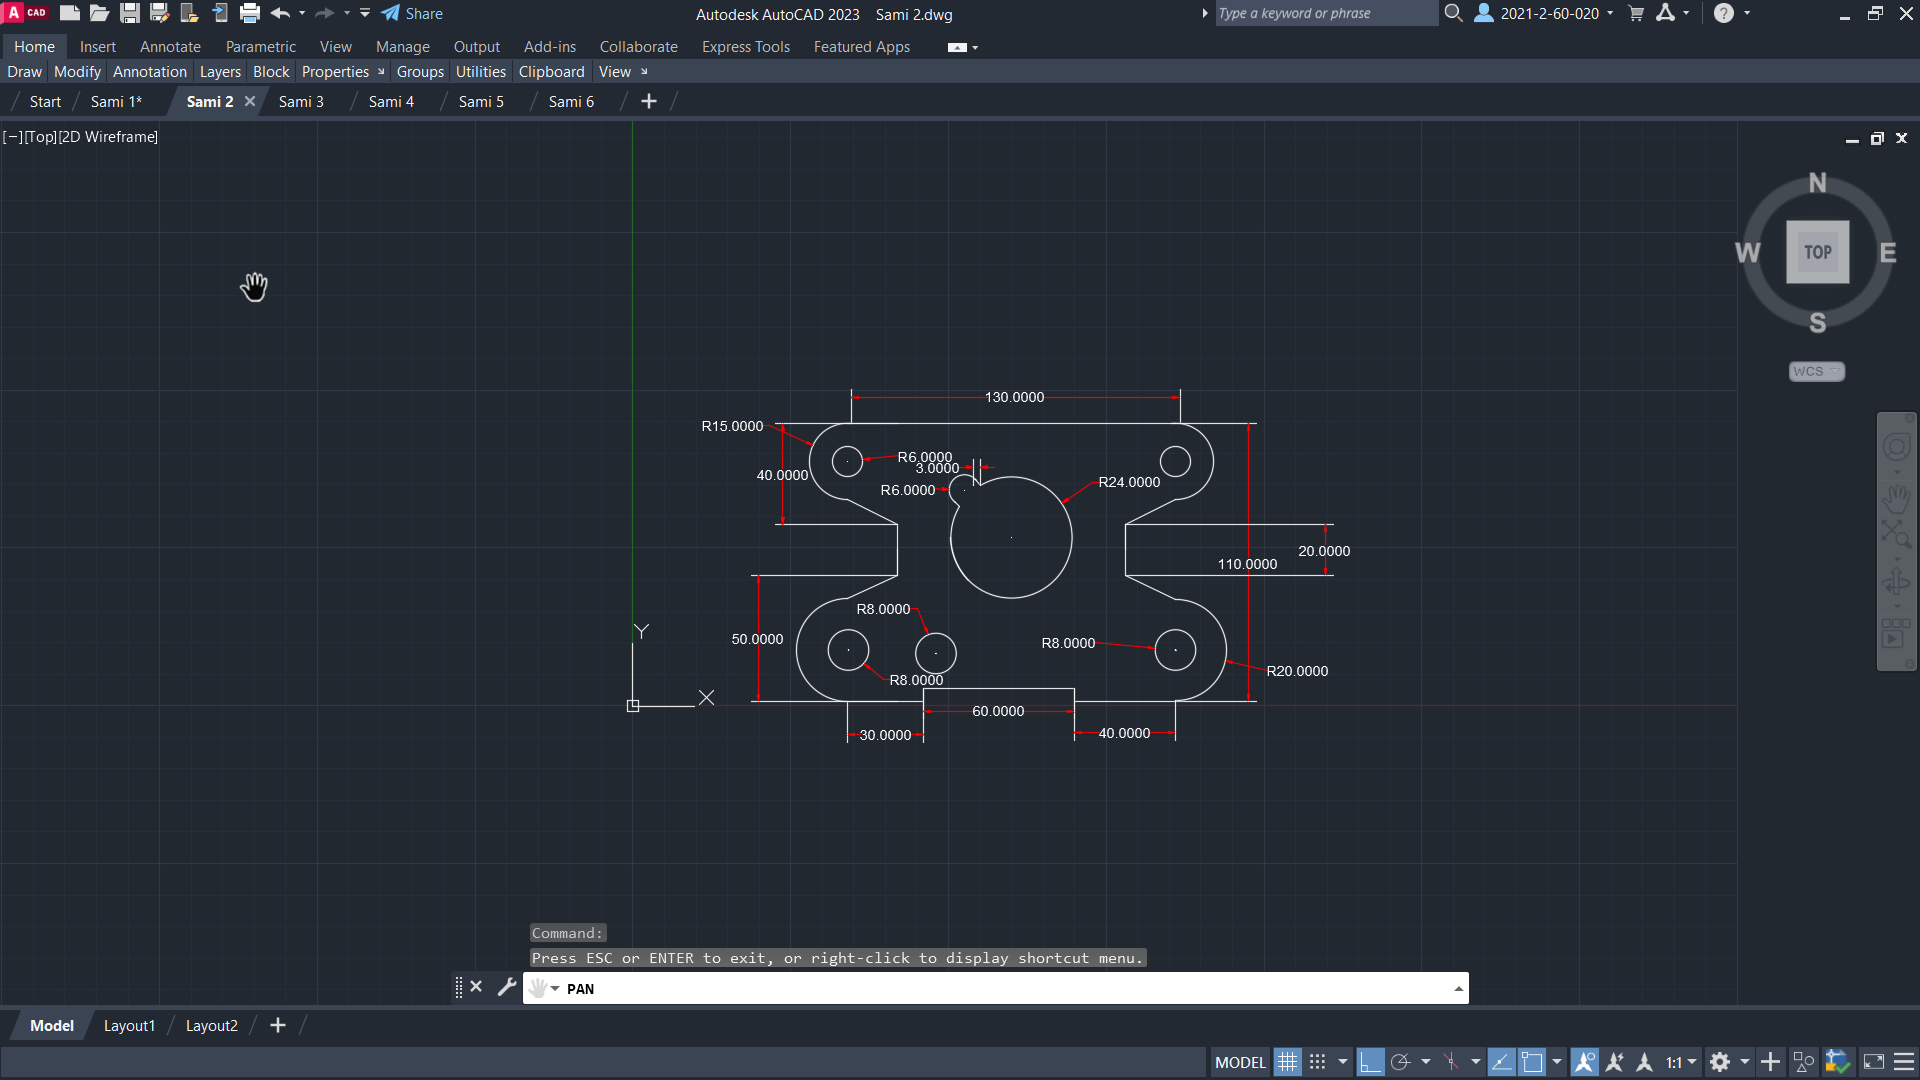 A CAD
Share
Autodesk AutoCAD 2023 Sami 2.dwg
Type a keyword or phrase
2021-2-60-020
?
Home Insert Annotate Parametric View Manage Output Add-ins Collaborate Express Tools Featured Apps
Draw Modify Annotation Layers Block Properties Groups Utilities Clipboard View
Start Sami 1* Sami 2 Sami 3 Sami 4 Sami 5 Sami 6
[−][Top][2D Wireframe]
N
W TOP E
S
WCS
130.0000
R15.0000
R6.0000
3.0000
40.0000
R6.0000
R24.0000
20.0000
110.0000
R8.0000
50.0000
R8.0000
R20.0000
R8.0000
60.0000
30.0000
40.0000
Y
X
Command:
Press ESC or ENTER to exit, or right-click to display shortcut menu.
PAN
Model Layout1 Layout2
MODEL
1:1